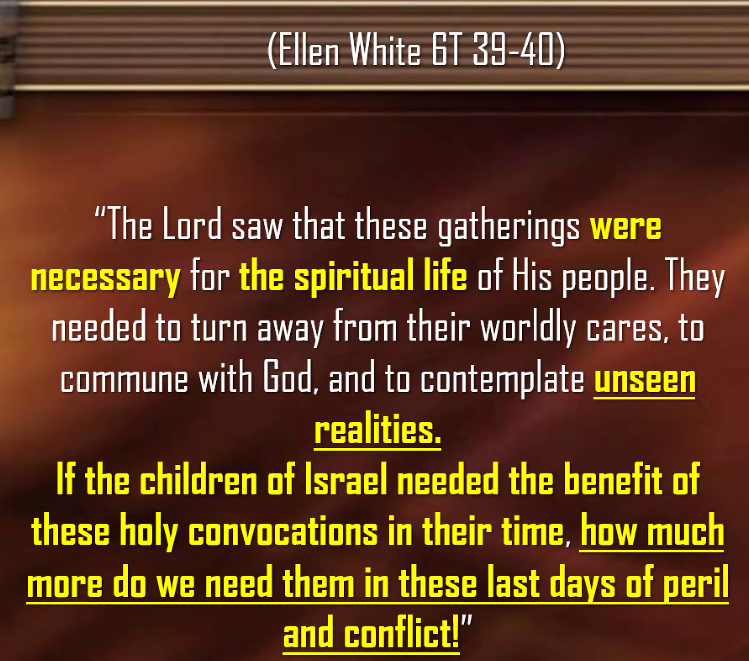 (Ellen White 6T 39-40)
“The Lord saw that these gatherings were
necessary for the spiritual life of His people. They
needed to turn away from their worldly cares, to
commune with God, and to contemplate unseen
realities.
If the children of Israel needed the benefit of
these holy convocations in their time, how much
more do we need them in these last days of peril
and conflict!”